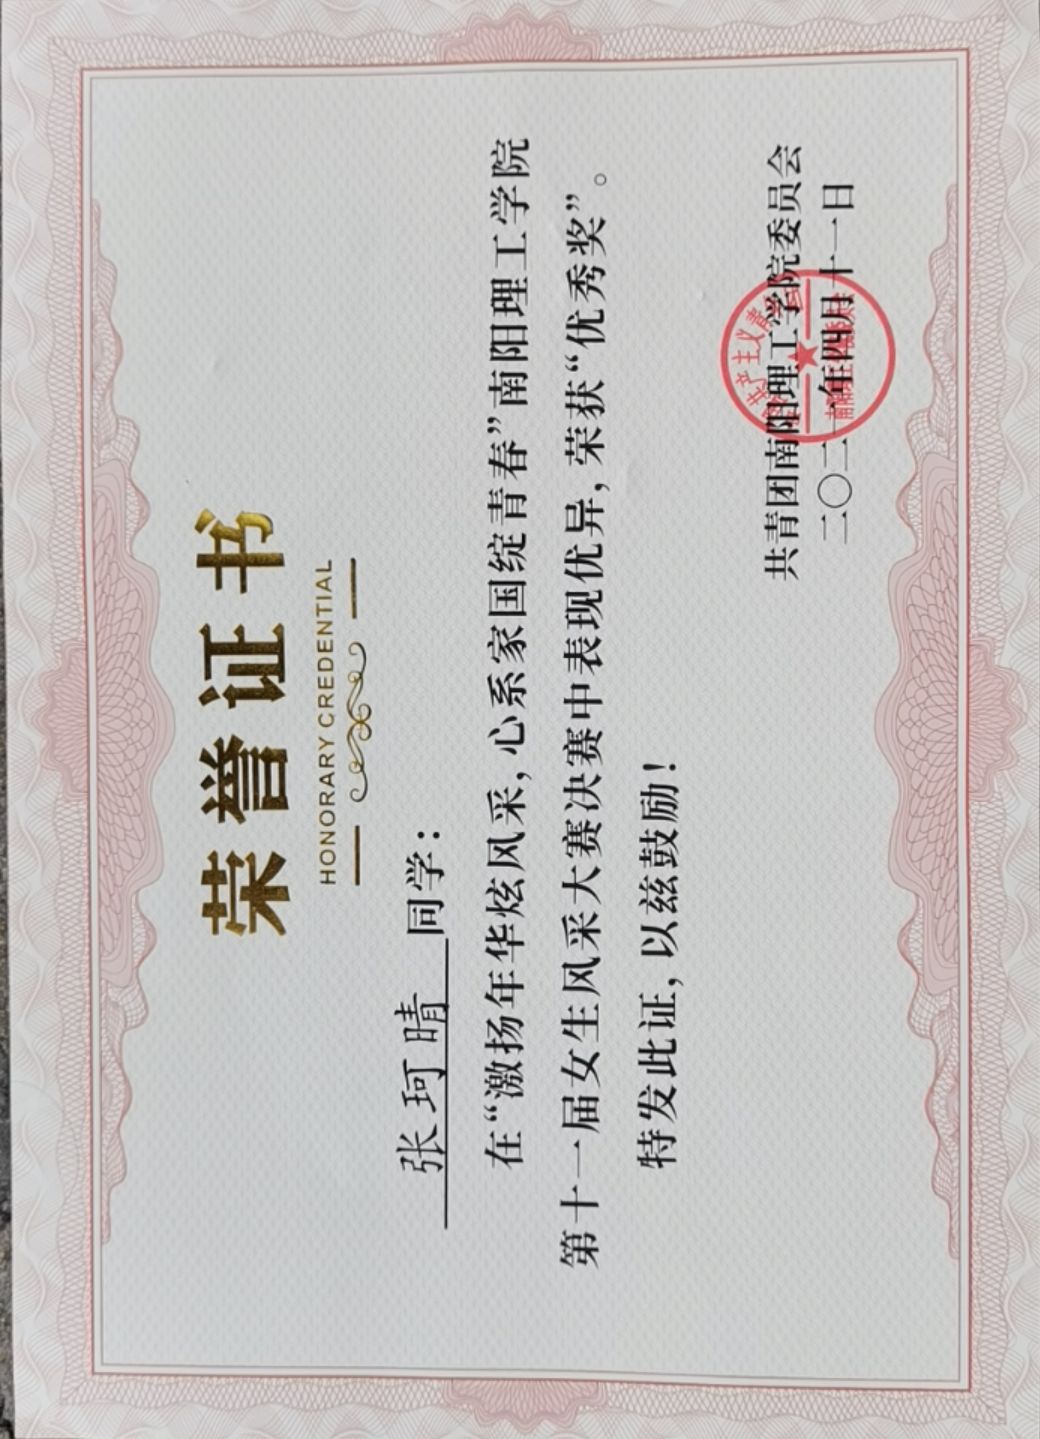 荣誉证书
HONORARY CREDENTIAL
张珂晴 同学：
在“激扬年华炫风采，心系家国绽青春”南阳理工学院
第十一届女生风采大赛决赛中表现优异，荣获“优秀奖”。
特发此证，以兹鼓励！
共青团南阳理工学院委员会
二〇二一年四月十一日